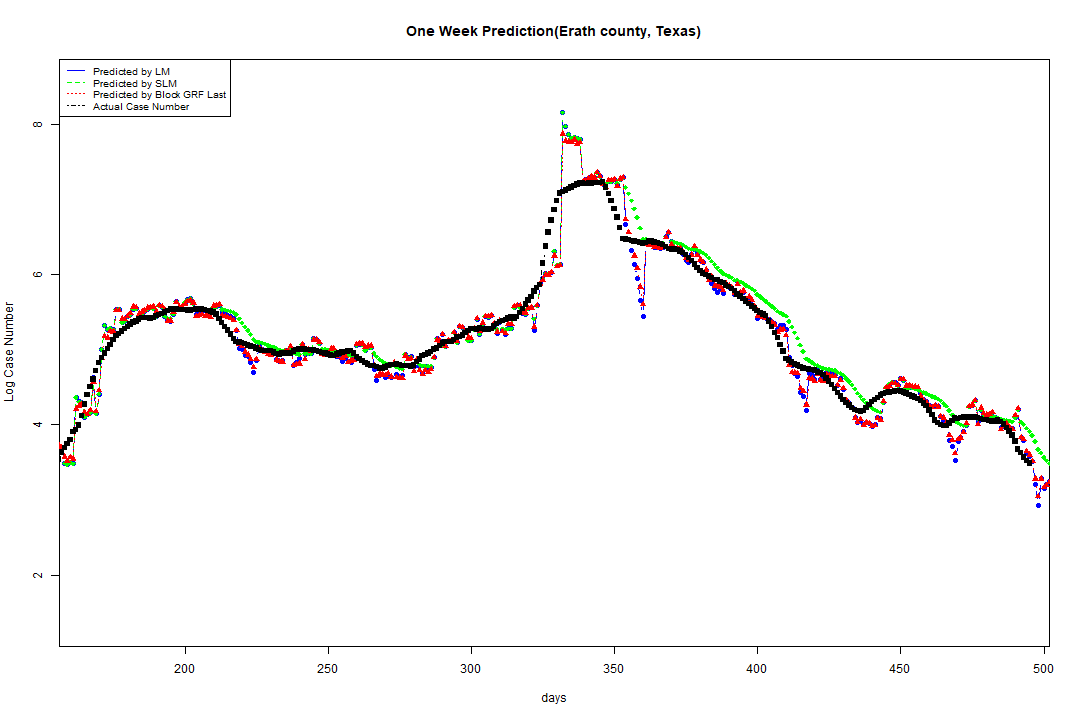 One Week Prediction(Erath county, Texas)
Predicted by LM
Predicted by SLM
Predicted by Block GRF Last
Actual Case Number
8
6
4
2
Log Case Number
200 250 300 350 400 450 500
days